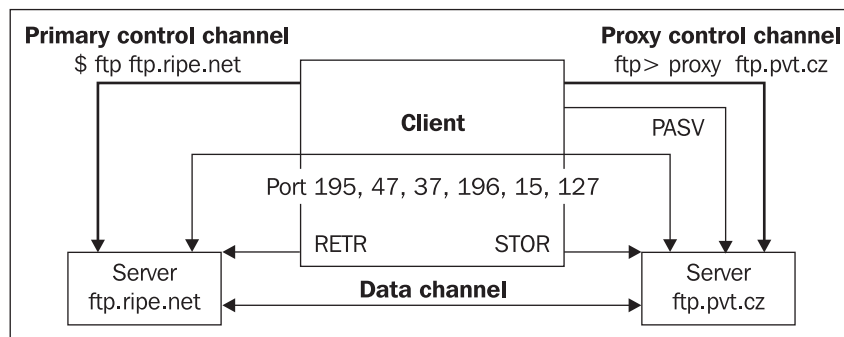 Primary control channel
$ ftp ftp.ripe.net
Proxy control channel
ftp> proxy ftp.pvt.cz
Client
PASV
Port 195, 47, 37, 196, 15, 127
RETR
STOR
Server
ftp.ripe.net
Data channel
Server
ftp.pvt.cz